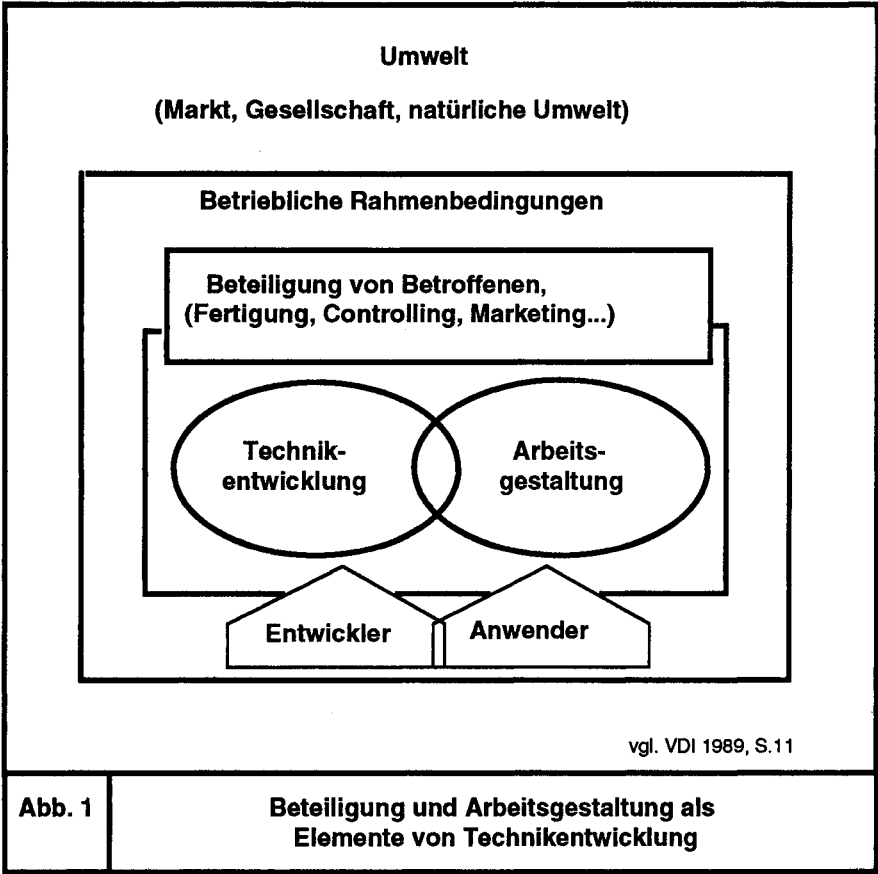 Umwelt
(Markt, Gesellschaft, natürliche Umwelt)
Betriebliche Rahmenbedingungen
Beteiligung von Betroffenen,
(Fertigung, Controlling, Marketing...)
Technik-
entwicklung
Arbeits-
gestaltung
Entwickler
Anwender
vgl. VDI 1989, S.11
Abb. 1
Beteiligung und Arbeitsgestaltung als
Elemente von Technikentwicklung